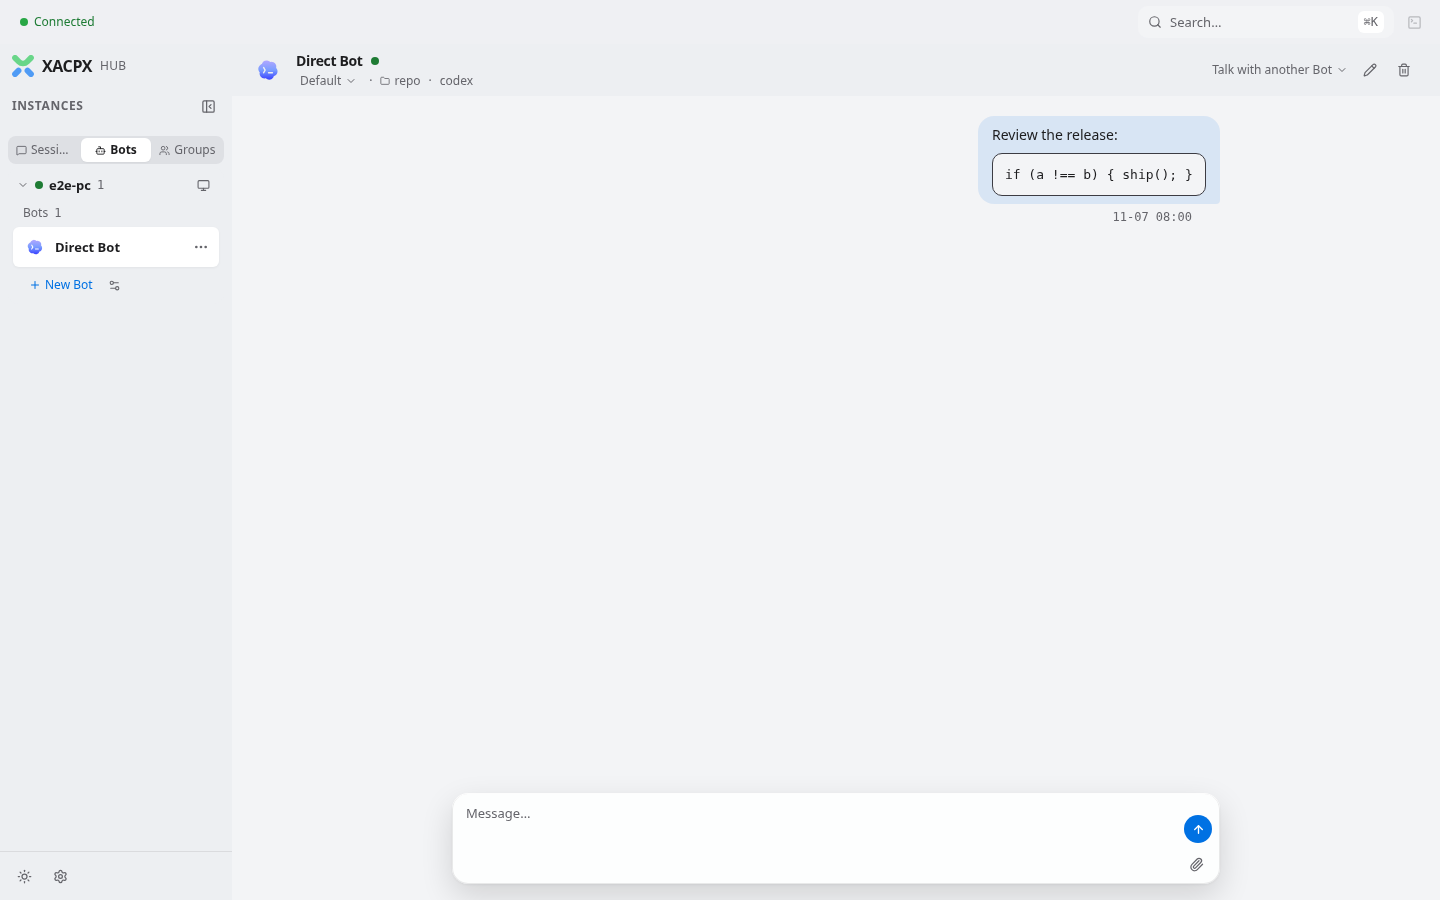 Connected
Search...
⌘K
XACPX HUB
INSTANCES
Sessi...
Bots
Groups
e2e-pc 1
Bots 1
Direct Bot
New Bot
Direct Bot
Default · repo · codex
Talk with another Bot
Review the release:
if (a !== b) { ship(); }
11-07 08:00
Message...